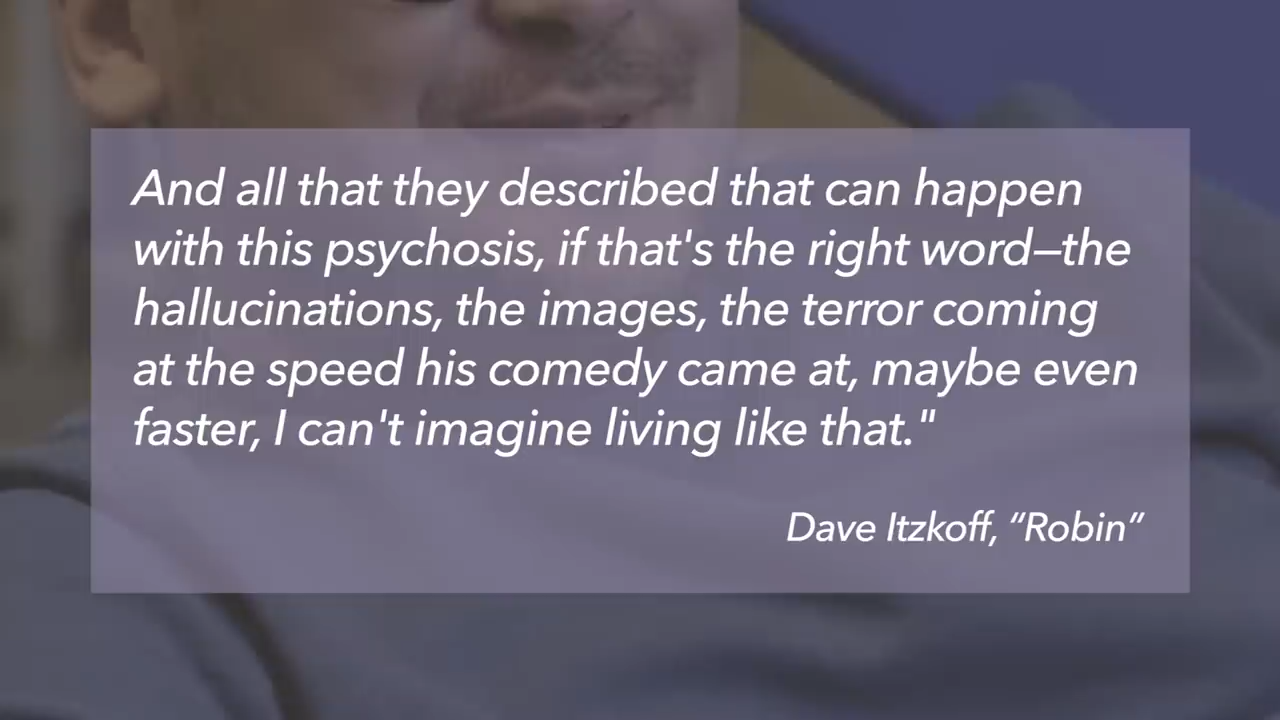 And all that they described that can happen
with this psychosis, if that's the right word—the
hallucinations, the images, the terror coming
at the speed his comedy came at, maybe even
faster, I can't imagine living like that."
Dave Itzkoff, “Robin”